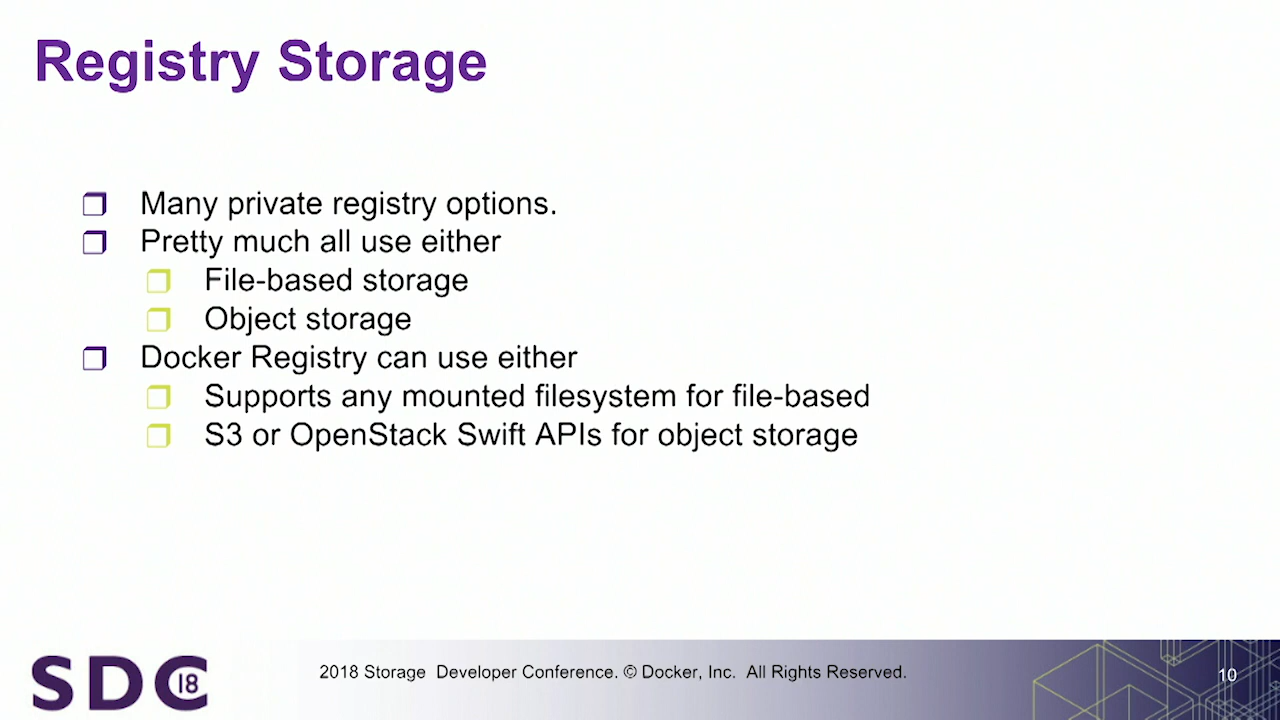 Registry Storage
Many private registry options.
Pretty much all use either
File-based storage
Object storage
Docker Registry can use either
Supports any mounted filesystem for file-based
S3 or OpenStack Swift APIs for object storage
SDC 18
2018 Storage Developer Conference. © Docker, Inc. All Rights Reserved.
10